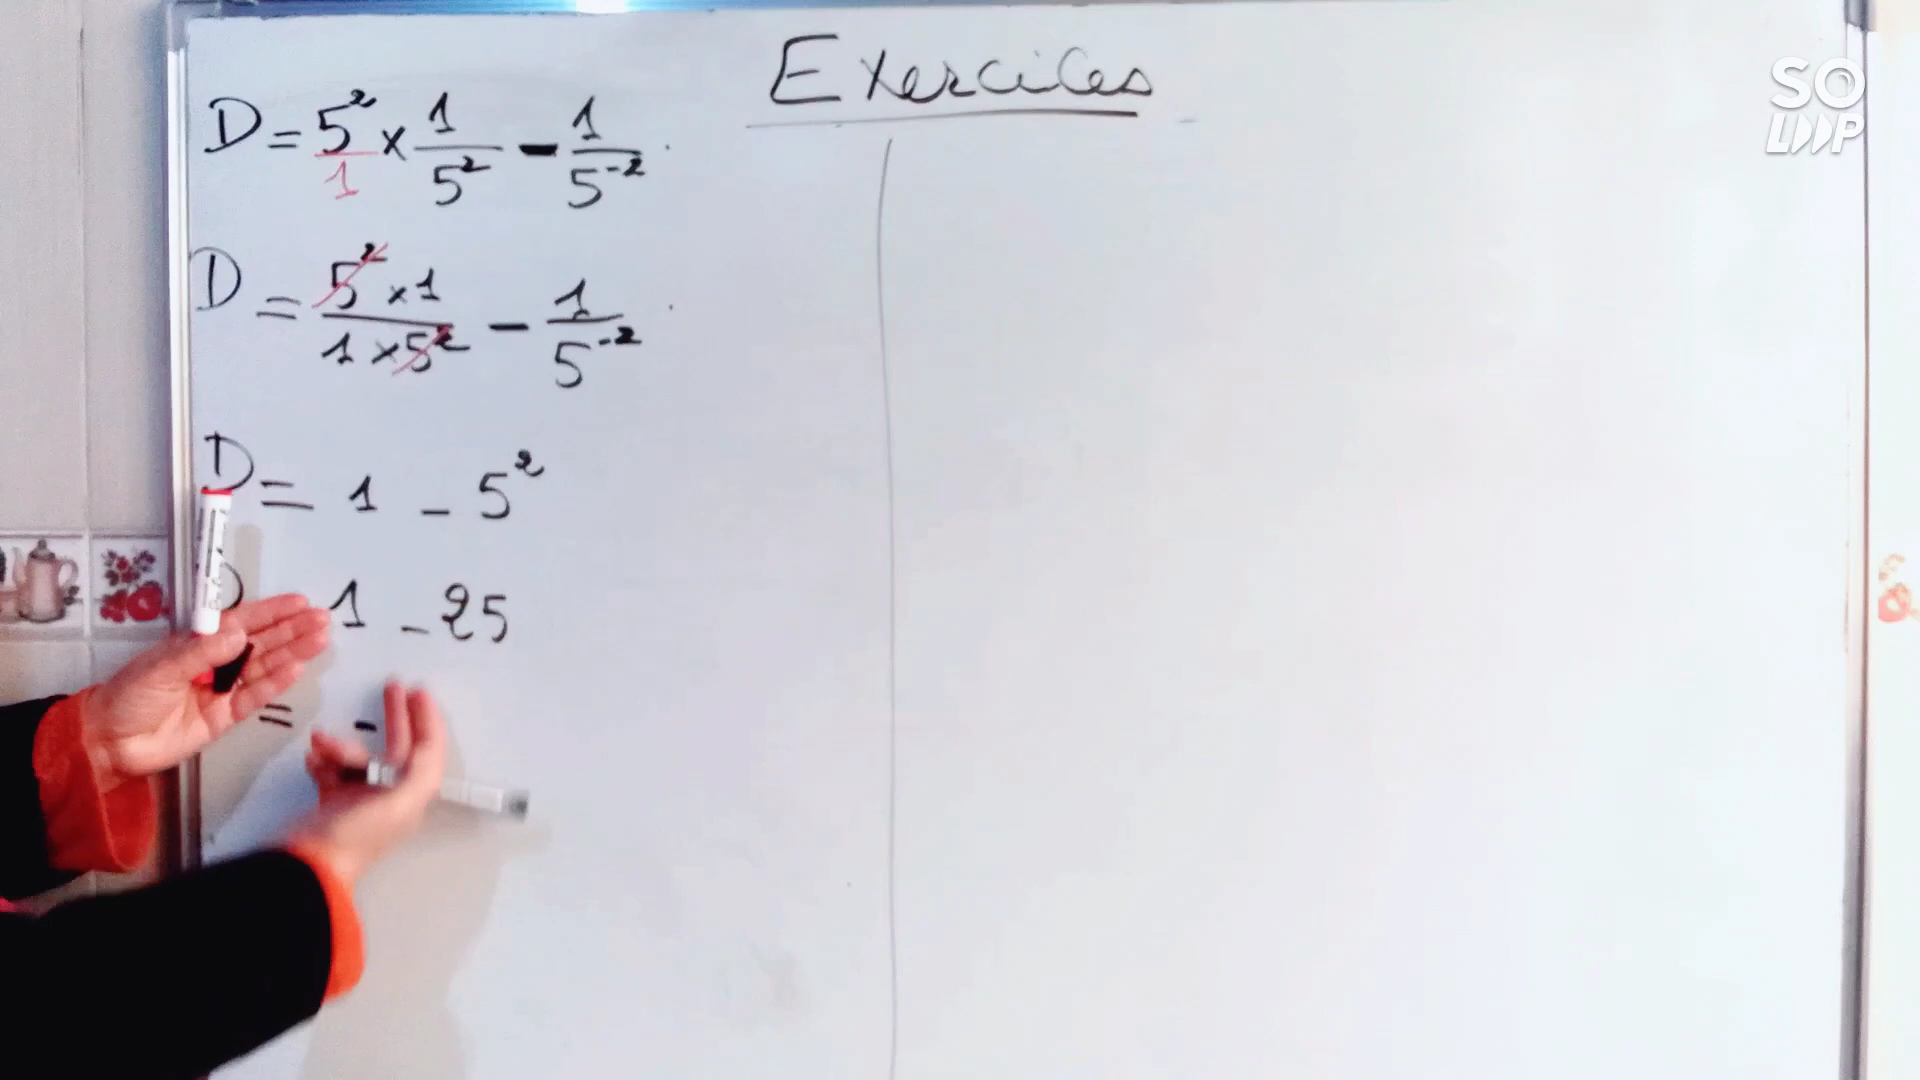 Exercices
D = 5²/1 × 1/5² - 1/5⁻²
D = 5² × 1 / 1 × 5² - 1/5⁻²
D = 1 - 5²
D 1 - 25
= -
SO LOOP